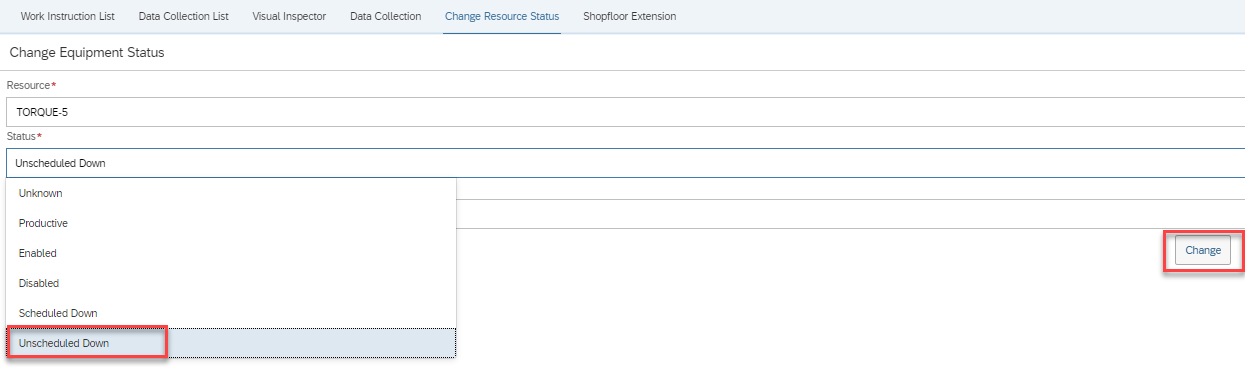 Work Instruction List Data Collection List Visual Inspector Data Collection Change Resource Status Shopfloor Extension
Change Equipment Status
Resource*
TORQUE-5
Status*
Unscheduled Down
Unknown
Productive
Enabled
Change
Disabled
Scheduled Down
Unscheduled Down